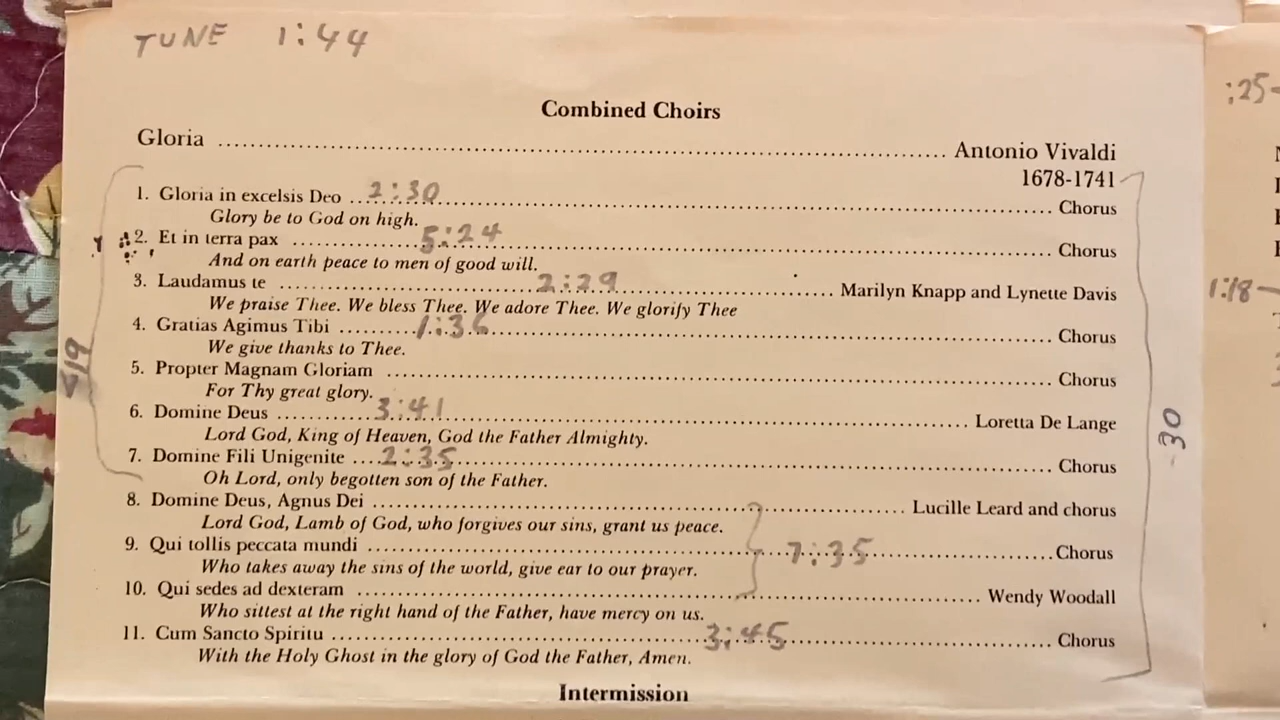 TUNE 1:44
Combined Choirs
Gloria ........ Antonio Vivaldi
1678-1741
1. Gloria in excelsis Deo ... 2:30 ........ Chorus
Glory be to God on high.
2. Et in terra pax ........ 5:24 ........ Chorus
And on earth peace to men of good will.
3. Laudamus te ........ 2:29 ........ Marilyn Knapp and Lynette Davis
We praise Thee. We bless Thee. We adore Thee. We glorify Thee
4. Gratias Agimus Tibi ........ 1:36 ........ Chorus
We give thanks to Thee.
5. Propter Magnam Gloriam ........ Chorus
For Thy great glory.
6. Domine Deus ........ 3:41 ........ Loretta De Lange
Lord God, King of Heaven, God the Father Almighty.
7. Domine Fili Unigenite ... 2:35 ........ Chorus
Oh Lord, only begotten son of the Father.
8. Domine Deus, Agnus Dei ........ Lucille Leard and chorus
Lord God, Lamb of God, who forgives our sins, grant us peace.
9. Qui tollis peccata mundi ........ 7:35 ........ Chorus
Who takes away the sins of the world, give ear to our prayer.
10. Qui sedes ad dexteram ........ Wendy Woodall
Who sittest at the right hand of the Father, have mercy on us.
11. Cum Sancto Spiritu ........ 3:45 ........ Chorus
With the Holy Ghost in the glory of God the Father, Amen.
Intermission
30
:25
1:18